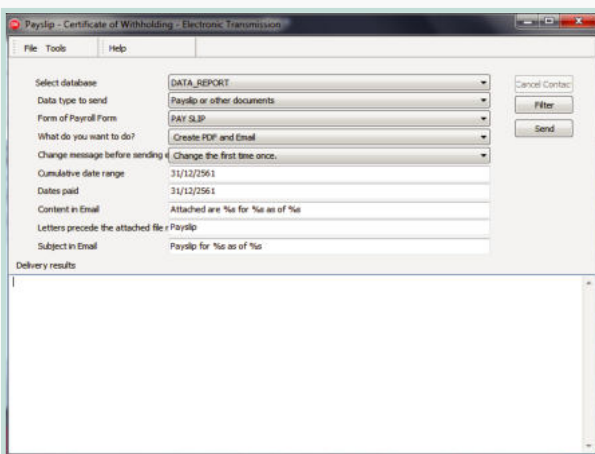 Payslip - Certificate of Withholding - Electronic Transmission
File Tools Help
Select database DATA_REPORT
Cancel Contac
Data type to send Payslip or other documents
Filter
Form of Payroll Form PAY SLIP
Send
What do you want to do? Create PDF and Email
Change message before sending e Change the first time once.
Cumulative date range 31/12/2561
Dates paid 31/12/2561
Content in Email Attached are %s for %s as of %s
Letters precede the attached file r Payslip
Subject in Email Payslip for %s as of %s
Delivery results